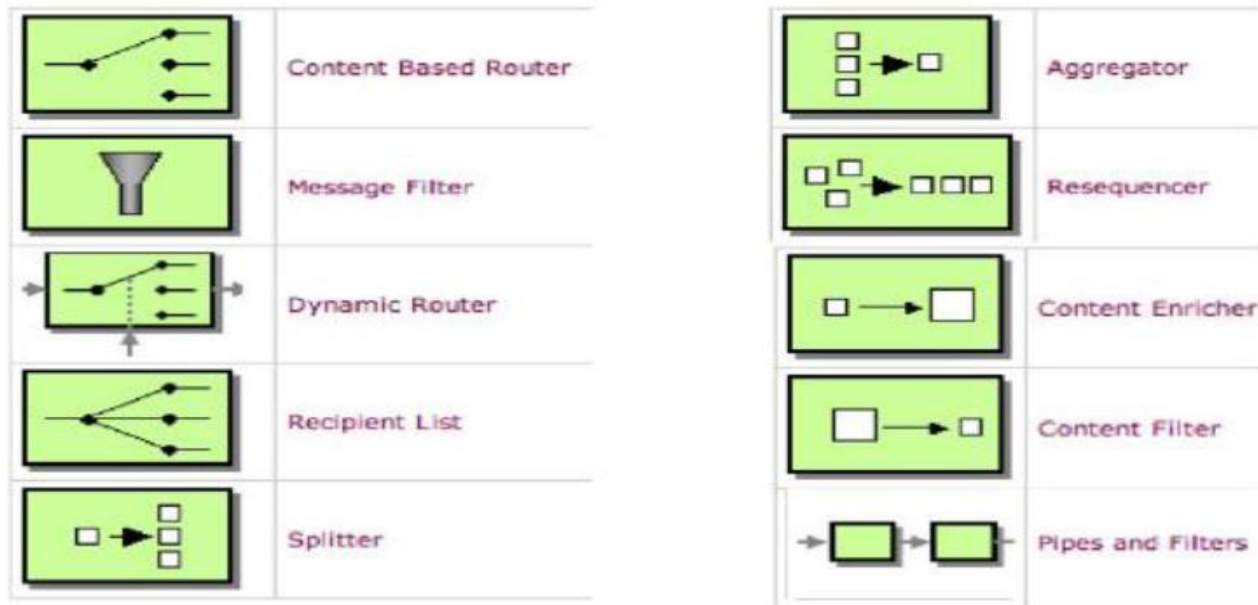 Content Based Router
Message Filter
Dynamic Router
Recipient List
Splitter
Aggregator
Resequencer
Content Enricher
Content Filter
Pipes and Filters